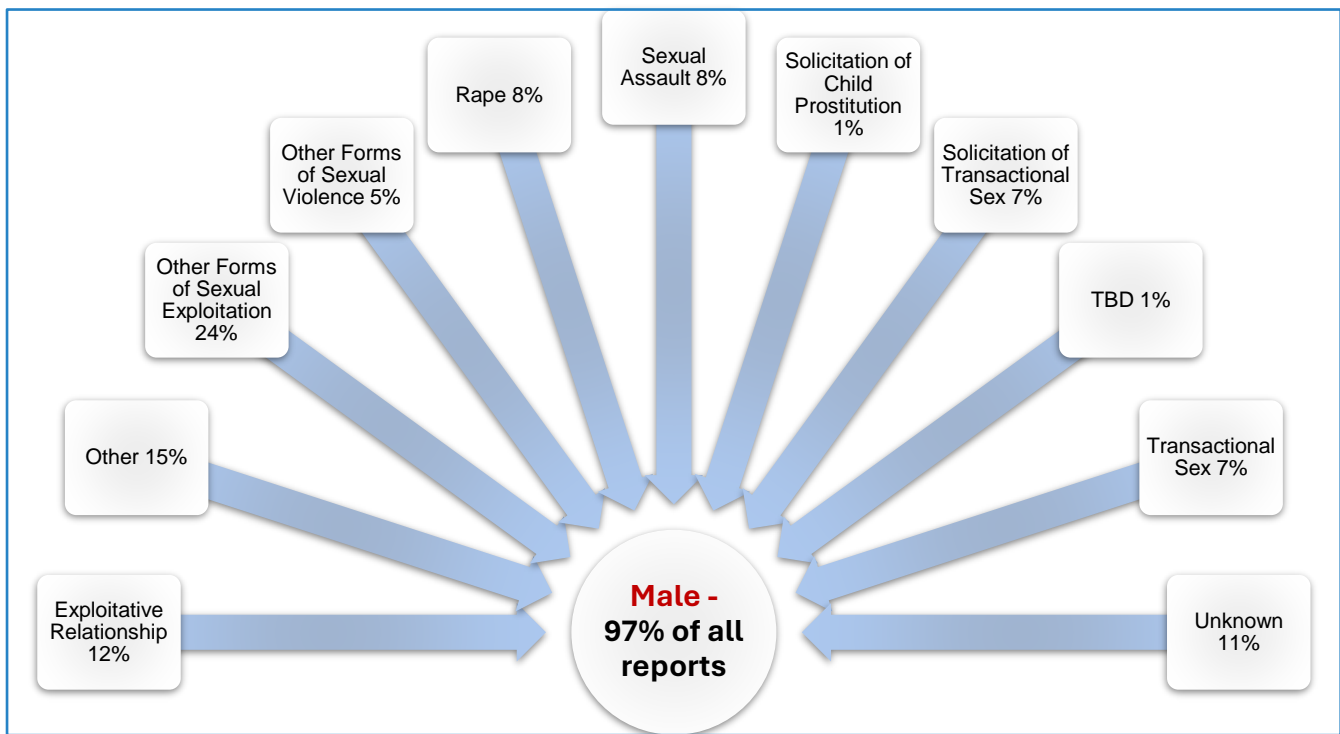 Exploitative
Relationship
12%
Other 15%
Other Forms
of Sexual
Exploitation
24%
Other Forms
of Sexual
Violence 5%
Rape 8%
Sexual
Assault 8%
Solicitation of
Child
Prostitution
1%
Solicitation of
Transactional
Sex 7%
TBD 1%
Transactional
Sex 7%
Unknown
11%
Male -
97% of all
reports